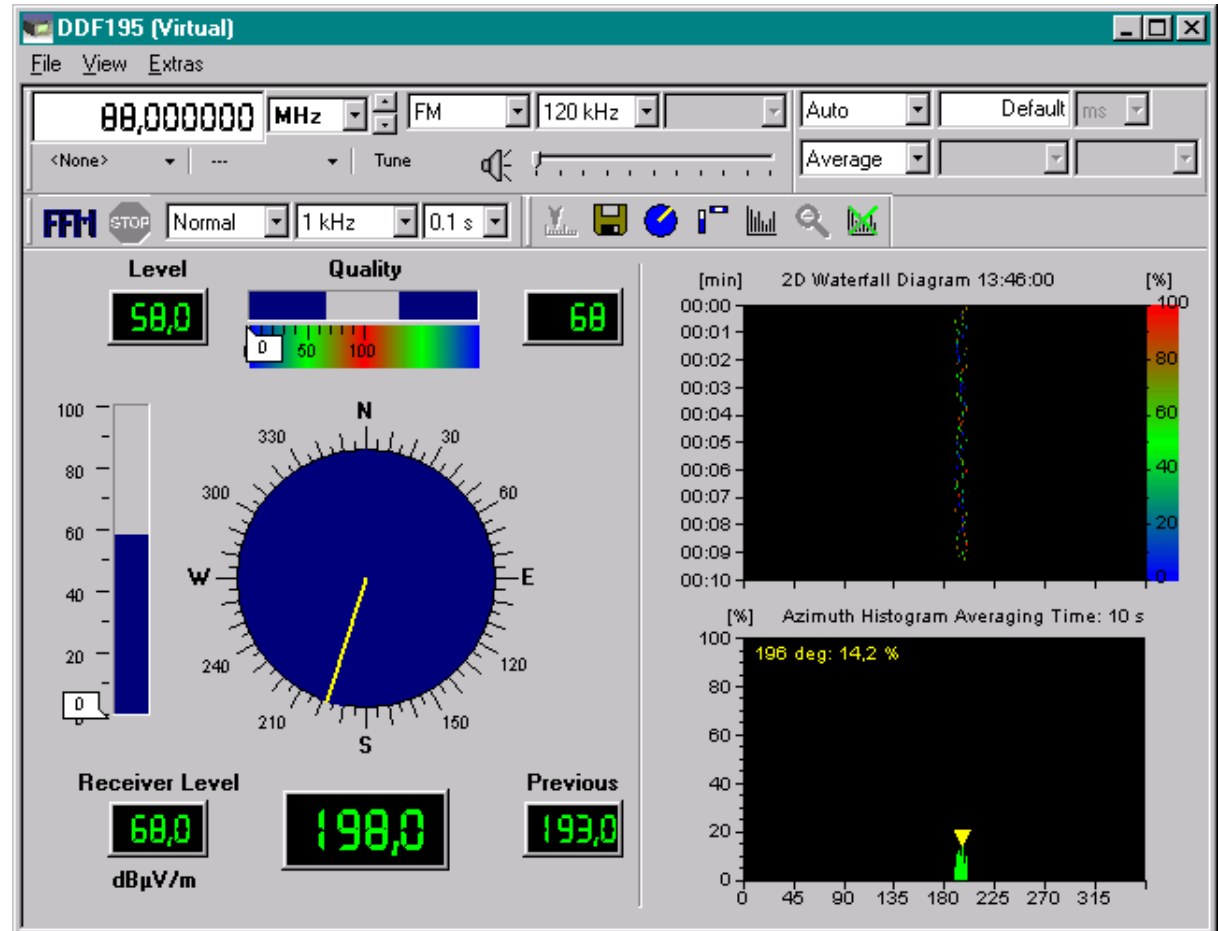 DDF195 (Virtual)
File View Extras
88,000000 MHz FM 120 kHz Auto Default ms
<None> --- Tune Average
FFM STOP Normal 1 kHz 0.1 s
Level Quality
58,0 68
0 50 100
[min] 2D Waterfall Diagram 13:46:00 [%]
00:00 100
00:01
00:02 80
00:03
00:04 60
00:05
00:06 40
00:07
00:08 20
00:09
00:10 0
100
80
60
40
20
0
N
330 30
300 60
W E
240 120
210 150
S
[%] Azimuth Histogram Averaging Time: 10 s
196 deg: 14,2 %
100
80
60
40
20
0
0 45 90 135 180 225 270 315
Receiver Level Previous
68,0 198,0 193,0
dBµV/m